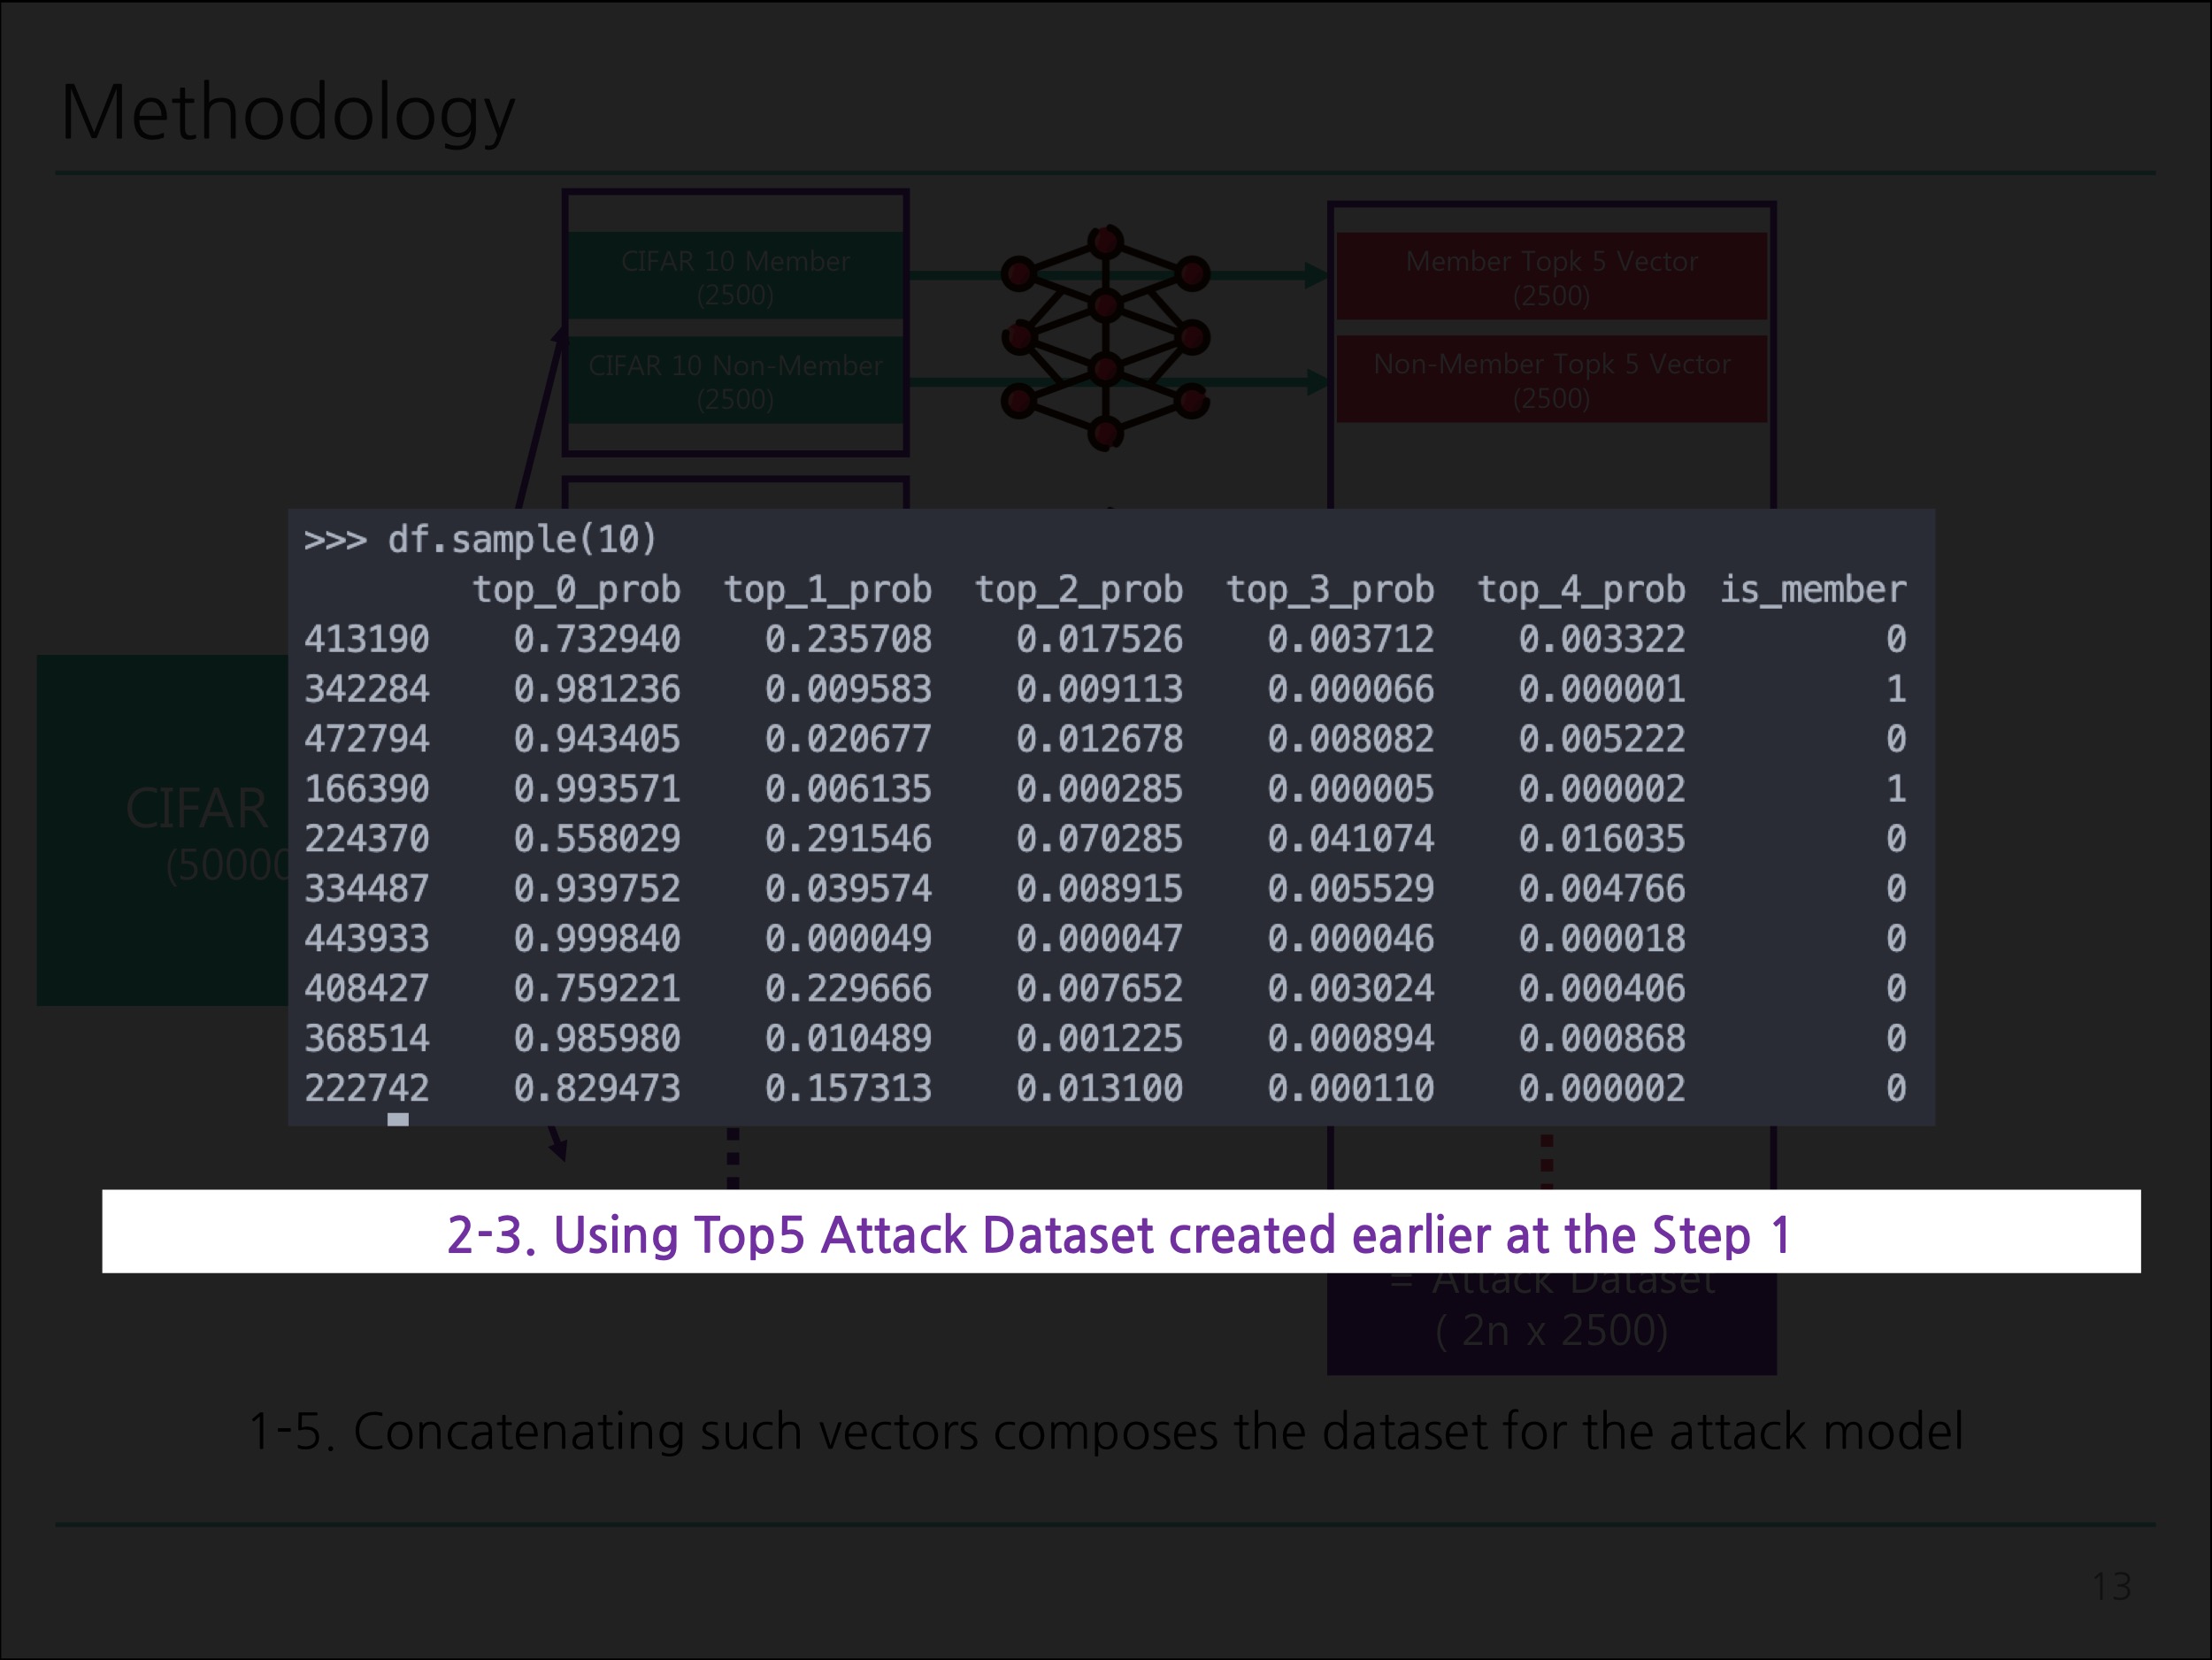 Methodology
CIFAR 10 Member
(2500)
CIFAR 10 Non-Member
(2500)
Member Topk 5 Vector
(2500)
Non-Member Topk 5 Vector
(2500)
CIFAR
(50000
>>> df.sample(10)
top_0_prob top_1_prob top_2_prob top_3_prob top_4_prob is_member
413190 0.732940 0.235708 0.017526 0.003712 0.003322 0
342284 0.981236 0.009583 0.009113 0.000066 0.000001 1
472794 0.943405 0.020677 0.012678 0.008082 0.005222 0
166390 0.993571 0.006135 0.000285 0.000005 0.000002 1
224370 0.558029 0.291546 0.070285 0.041074 0.016035 0
334487 0.939752 0.039574 0.008915 0.005529 0.004766 0
443933 0.999840 0.000049 0.000047 0.000046 0.000018 0
408427 0.759221 0.229666 0.007652 0.003024 0.000406 0
368514 0.985980 0.010489 0.001225 0.000894 0.000868 0
222742 0.829473 0.157313 0.013100 0.000110 0.000002 0
2-3. Using Top5 Attack Dataset created earlier at the Step 1
= Attack Dataset
( 2n x 2500)
1-5. Concatenating such vectors composes the dataset for the attack model
13